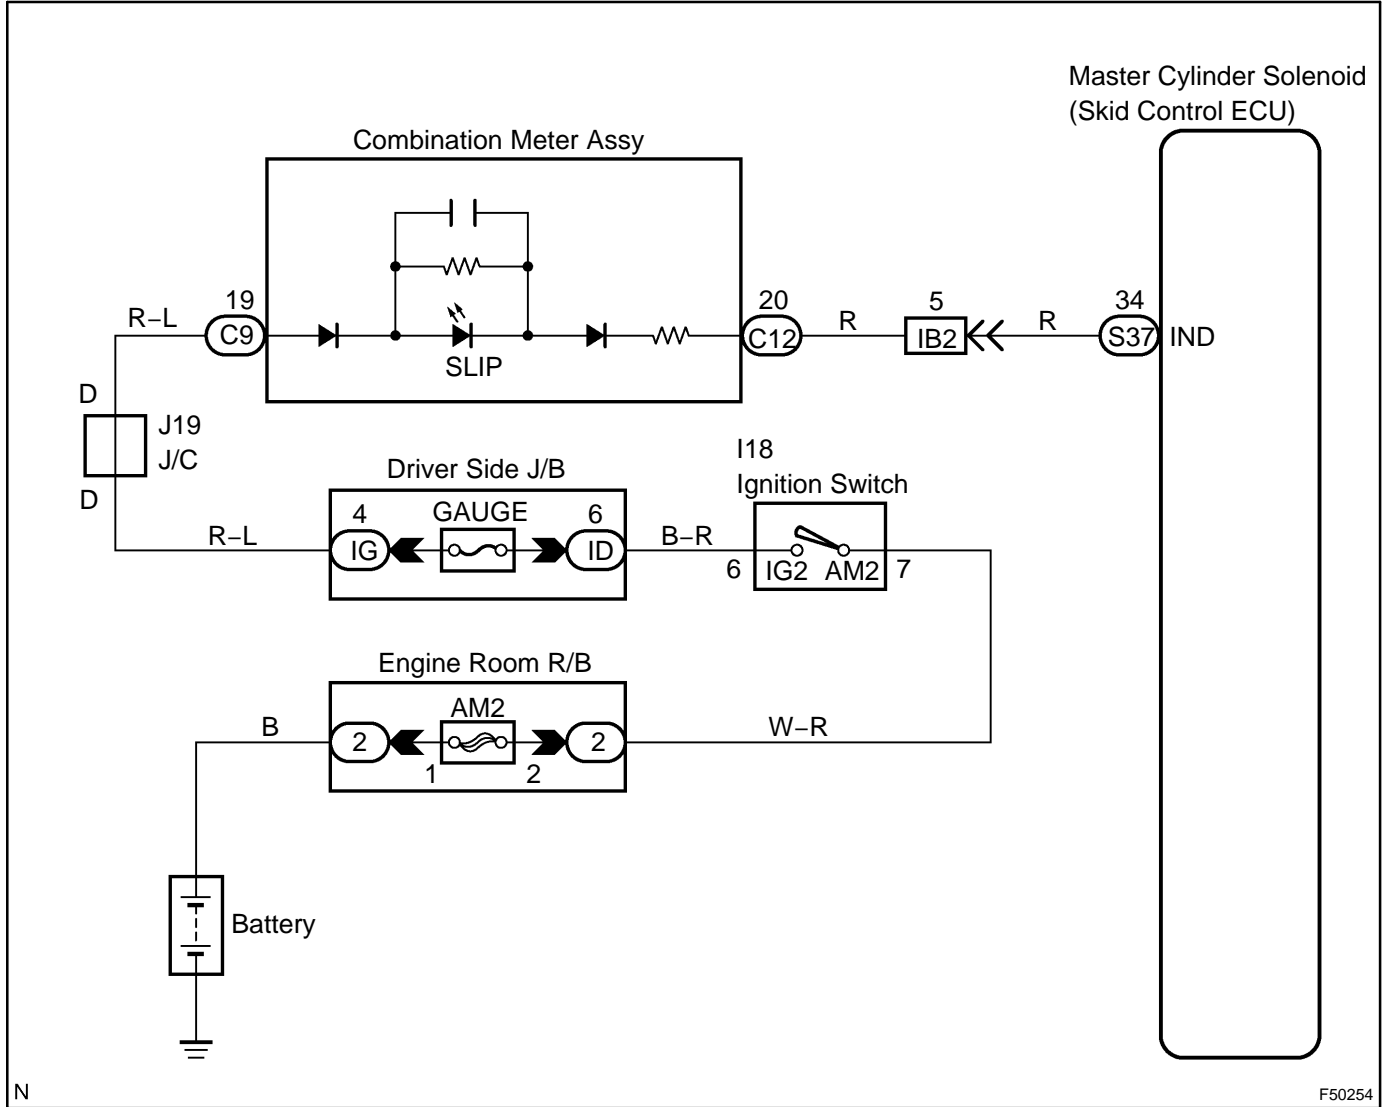 Master Cylinder Solenoid
(Skid Control ECU)
Combination Meter Assy
19
C9
R–L
SLIP
20
C12
R
5
IB2
R
34
S37
IND
D
J19
J/C
D
R–L
Driver Side J/B
4
IG
GAUGE
6
ID
B–R
I18
Ignition Switch
6
IG2
AM2
7
Engine Room R/B
B
2
AM2
1
2
2
W–R
Battery
N
F50254